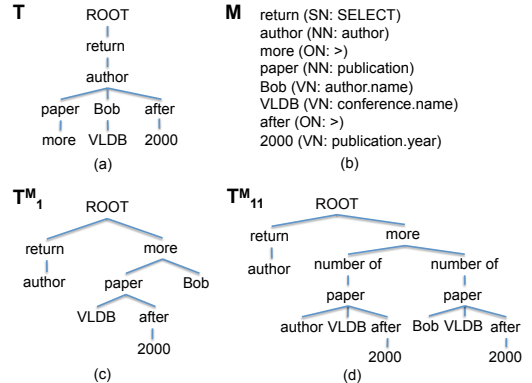 T
ROOT
return
author
paper Bob after
more VLDB 2000
(a)
M
return (SN: SELECT)
author (NN: author)
more (ON: >)
paper (NN: publication)
Bob (VN: author.name)
VLDB (VN: conference.name)
after (ON: >)
2000 (VN: publication.year)
(b)
T^M_1
ROOT
return more
author paper Bob
VLDB after
2000
(c)
T^M_11
ROOT
return more
author number of number of
paper paper
author VLDB after Bob VLDB after
2000 2000
(d)